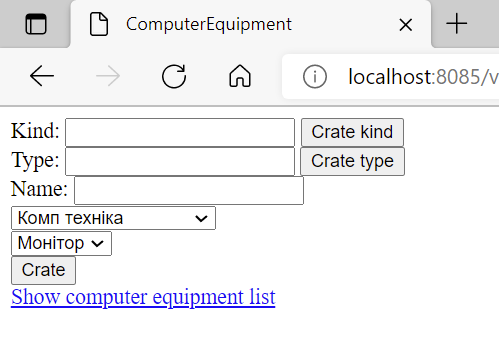 ComputerEquipment
localhost:8085/v
Kind: Crate kind
Type: Crate type
Name:
Комп техніка
Монітор
Crate
Show computer equipment list